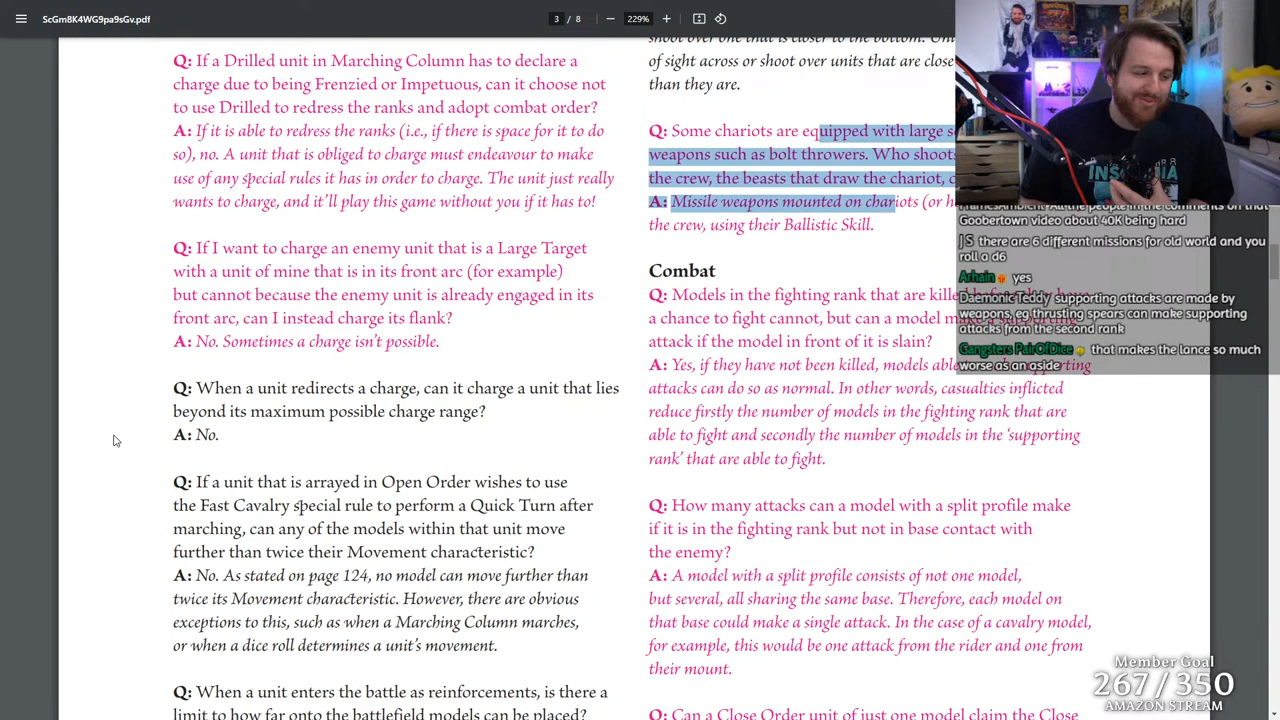 ScGm8K4WG9pa9sGv.pdf
3 / 8
229%
Q: If a Drilled unit in Marching Column has to declare a
charge due to being Frenzied or Impetuous, can it choose not
to use Drilled to redress the ranks and adopt combat order?
A: If it is able to redress the ranks (i.e., if there is space for it to do
so), no. A unit that is obliged to charge must endeavour to make
use of any special rules it has in order to charge. The unit just really
wants to charge, and it'll play this game without you if it has to!
Q: If I want to charge an enemy unit that is a Large Target
with a unit of mine that is in its front arc (for example)
but cannot because the enemy unit is already engaged in its
front arc, can I instead charge its flank?
A: No. Sometimes a charge isn't possible.
Q: When a unit redirects a charge, can it charge a unit that lies
beyond its maximum possible charge range?
A: No.
Q: If a unit that is arrayed in Open Order wishes to use
the Fast Cavalry special rule to perform a Quick Turn after
marching, can any of the models within that unit move
further than twice their Movement characteristic?
A: No. As stated on page 124, no model can move further than
twice its Movement characteristic. However, there are obvious
exceptions to this, such as when a Marching Column marches,
or when a dice roll determines a unit's movement.
Q: When a unit enters the battle as reinforcements, is there a
limit to how far onto the battlefield models can be placed?
shoot over one that is closer to the bottom.
of sight across or shoot over units that are close
than they are.
Q: Some chariots are equipped with large
weapons such as bolt throwers. Who shoots
the crew, the beasts that draw the chariot,
A: Missile weapons mounted on chariots (or
the crew, using their Ballistic Skill.
Combat
Q: Models in the fighting rank that are
a chance to fight cannot, but can a model
attack if the model in front of it is slain?
A: Yes, if they have not been killed, models
attacks can do so as normal. In other words, casualties inflicted
reduce firstly the number of models in the fighting rank that are
able to fight and secondly the number of models in the 'supporting
rank' that are able to fight.
Q: How many attacks can a model with a split profile make
if it is in the fighting rank but not in base contact with
the enemy?
A: A model with a split profile consists of not one model,
but several, all sharing the same base. Therefore, each model on
that base could make a single attack. In the case of a cavalry model,
for example, this would be one attack from the rider and one from
their mount.
Q: Can a Close Order unit of just one model claim the Close
All the people in the comments on that
Goobertown video about 40K being hard
J S there are 6 different missions for old world and you
roll a d6
Arhain yes
Daemonic Teddy supporting attacks are made by
weapons, eg thrusting spears can make supporting
attacks from the second rank
Gangsters PairOfDice that makes the lance so much
worse as an aside
Member Goal
267 / 350
AMAZON STREAM